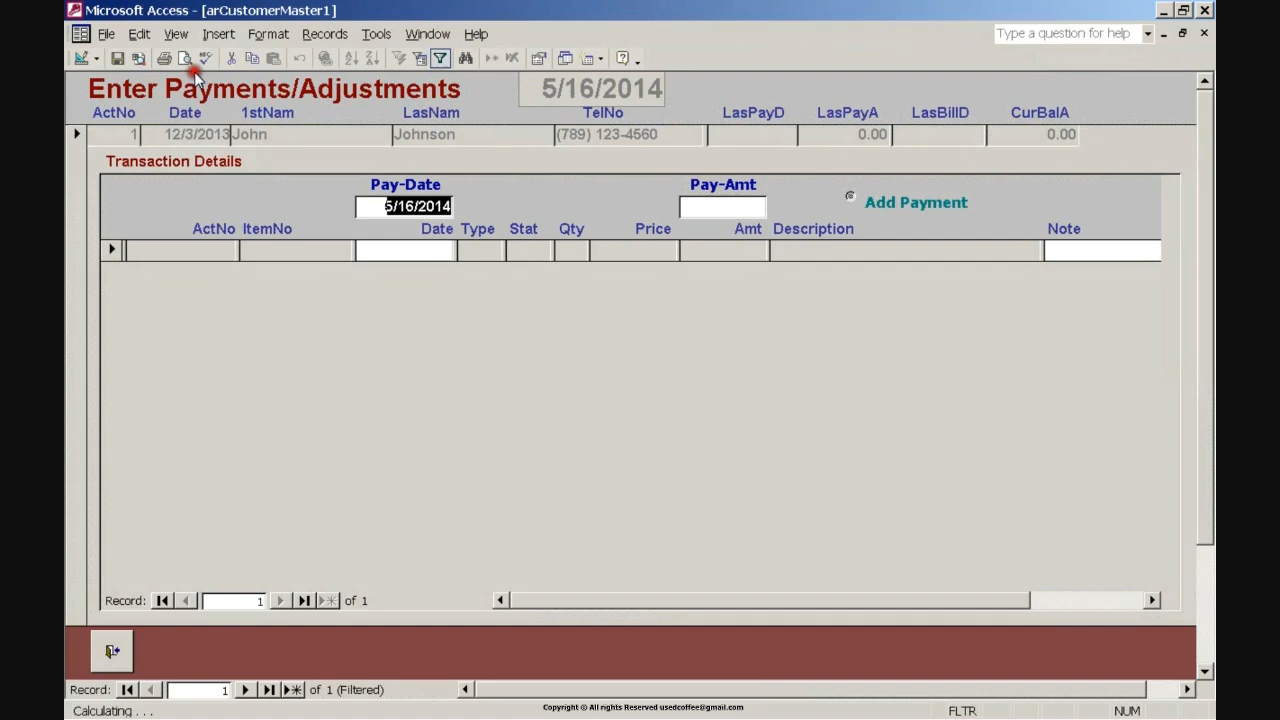 Microsoft Access - [arCustomerMaster1]
File Edit View Insert Format Records Tools Window Help Type a question for help
Enter Payments/Adjustments 5/16/2014
ActNo Date 1stNam LasNam TelNo LasPayD LasPayA LasBillD CurBalA
1 12/3/2013 John Johnson (789) 123-4560 0.00 0.00
Transaction Details
Pay-Date Pay-Amt
5/16/2014 Add Payment
ActNo ItemNo Date Type Stat Qty Price Amt Description Note
Record: 1 of 1
Record: 1 of 1 (Filtered)
Calculating . . . Copyright © All rights Reserved usedcoffee@gmail.com FLTR NUM